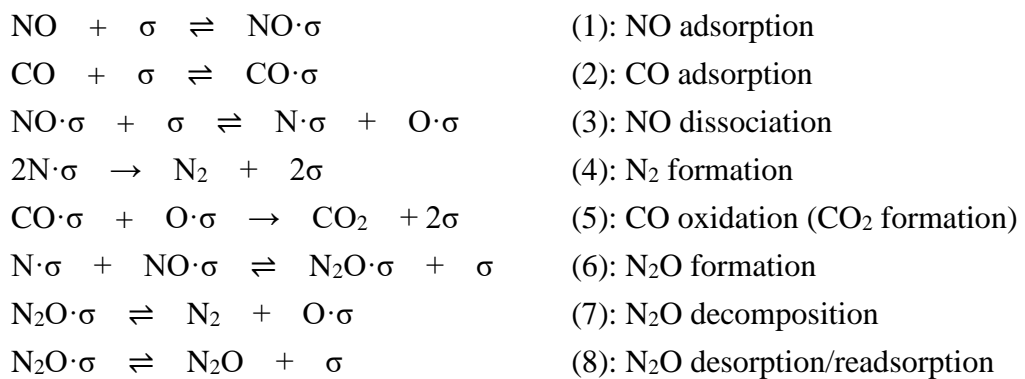 NO + σ ⇌ NO·σ (1): NO adsorption
CO + σ ⇌ CO·σ (2): CO adsorption
NO·σ + σ ⇌ N·σ + O·σ (3): NO dissociation
2N·σ → N₂ + 2σ (4): N₂ formation
CO·σ + O·σ → CO₂ + 2σ (5): CO oxidation (CO₂ formation)
N·σ + NO·σ ⇌ N₂O·σ + σ (6): N₂O formation
N₂O·σ ⇌ N₂ + O·σ (7): N₂O decomposition
N₂O·σ ⇌ N₂O + σ (8): N₂O desorption/readsorption